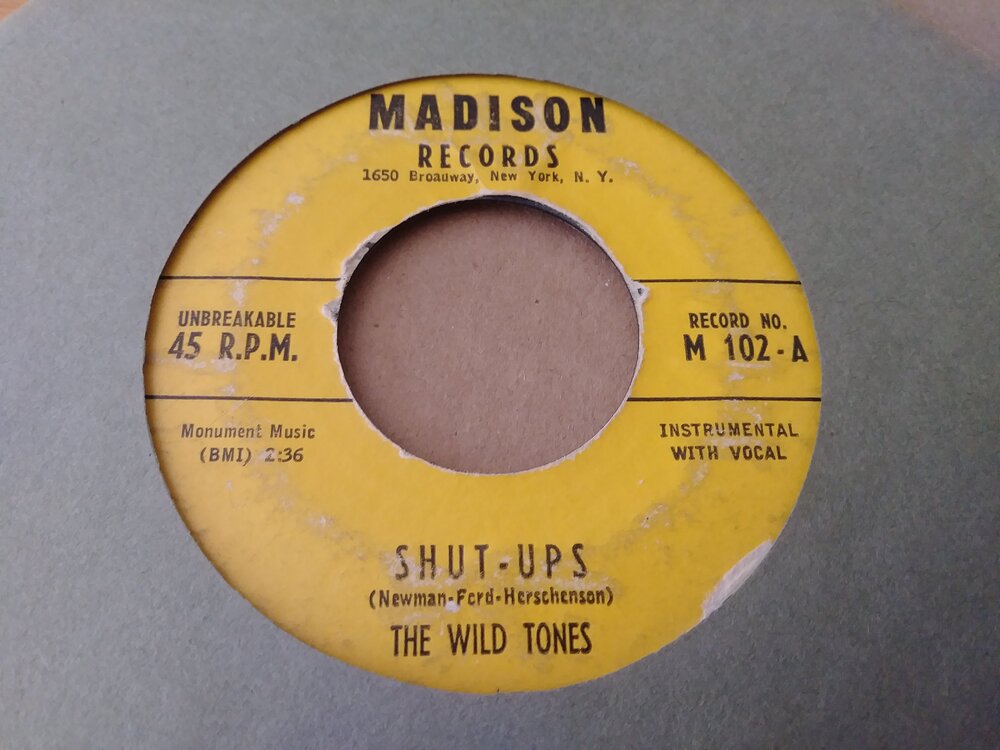 MADISON
RECORDS
1650 Broadway, New York, N. Y.
UNBREAKABLE
45 R.P.M.
RECORD NO.
M 102-A
Monument Music
(BMI) 2:36
INSTRUMENTAL
WITH VOCAL
SHUT-UPS
(Newman-Ford-Herschenson)
THE WILD TONES